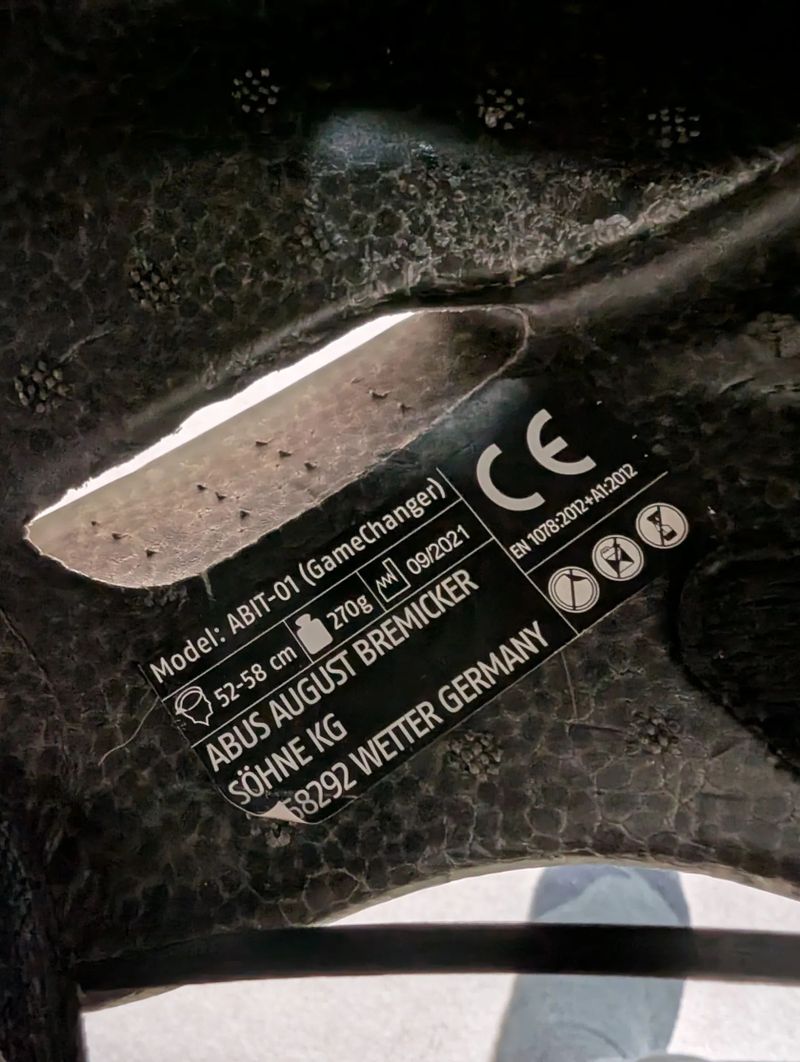 Model: ABIT-01 (GameChanger)
52-58 cm 270g 09/2021
ABUS AUGUST BREMICKER
SÖHNE KG
58292 WETTER GERMANY
CE
EN 1078:2012+A1:2012